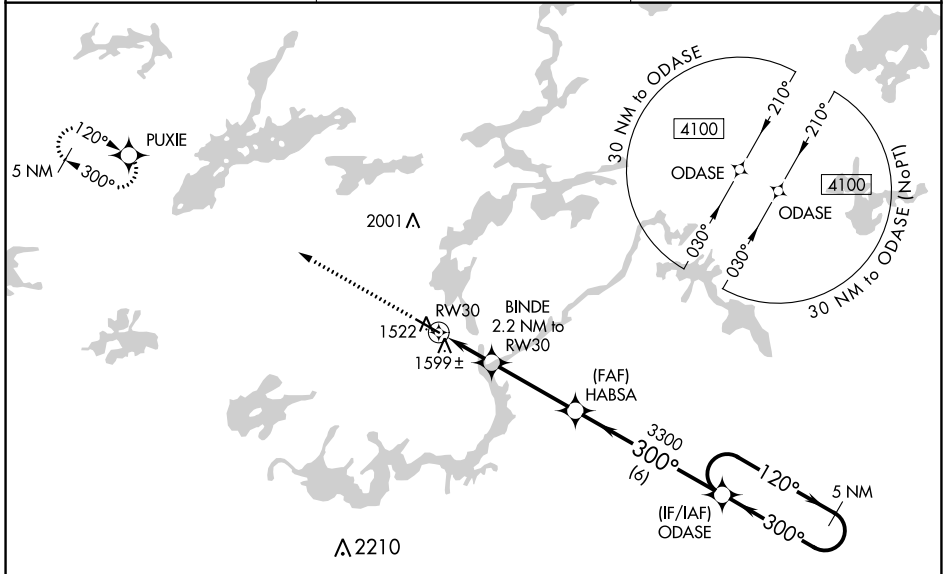 30 NM to ODASE
210°
4100
ODASE
030°
210°
4100
ODASE
030°
30 NM to ODASE (NoPT)
120°
PUXIE
5 NM
300°
2001
RW30
1522
1599 ±
BINDE
2.2 NM to
RW30
(FAF)
HABSA
3300
300°
(6)
120°
5 NM
300°
(IF/IAF)
ODASE
2210